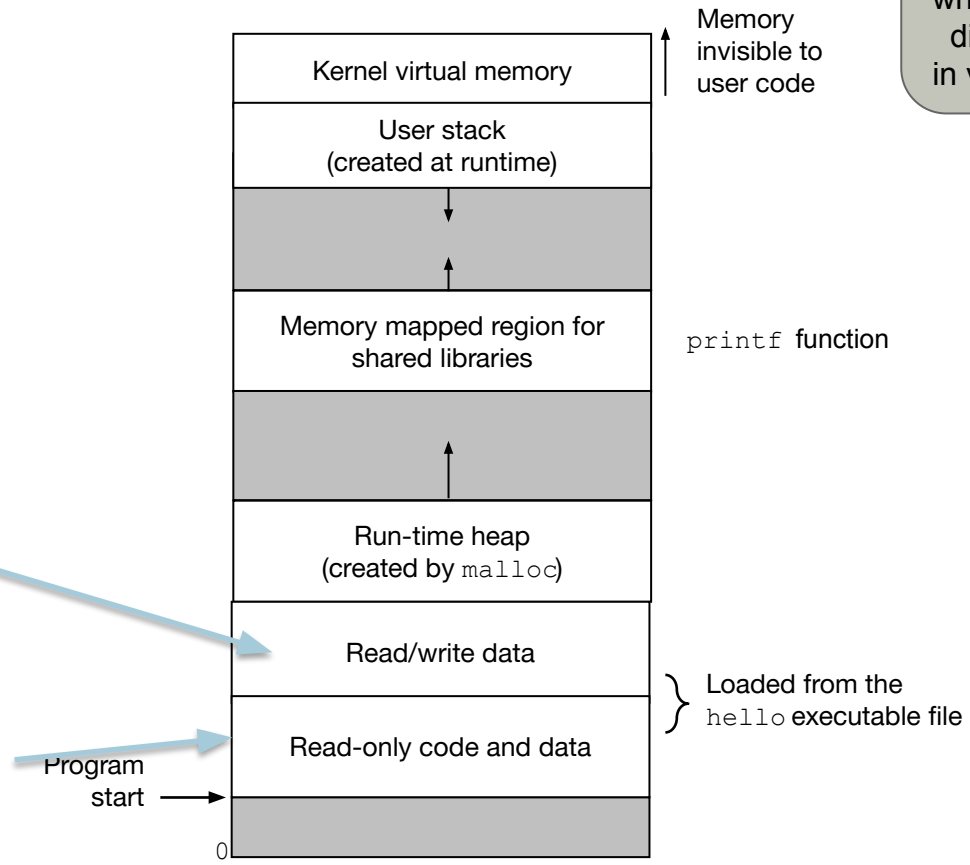 Memory
invisible to
user code
in
Kernel virtual memory
User stack
(created at runtime)
Memory mapped region for
shared libraries
printf function
Run-time heap
(created by malloc)
Read/write data
Loaded from the
hello executable file
Read-only code and data
Program
start
0